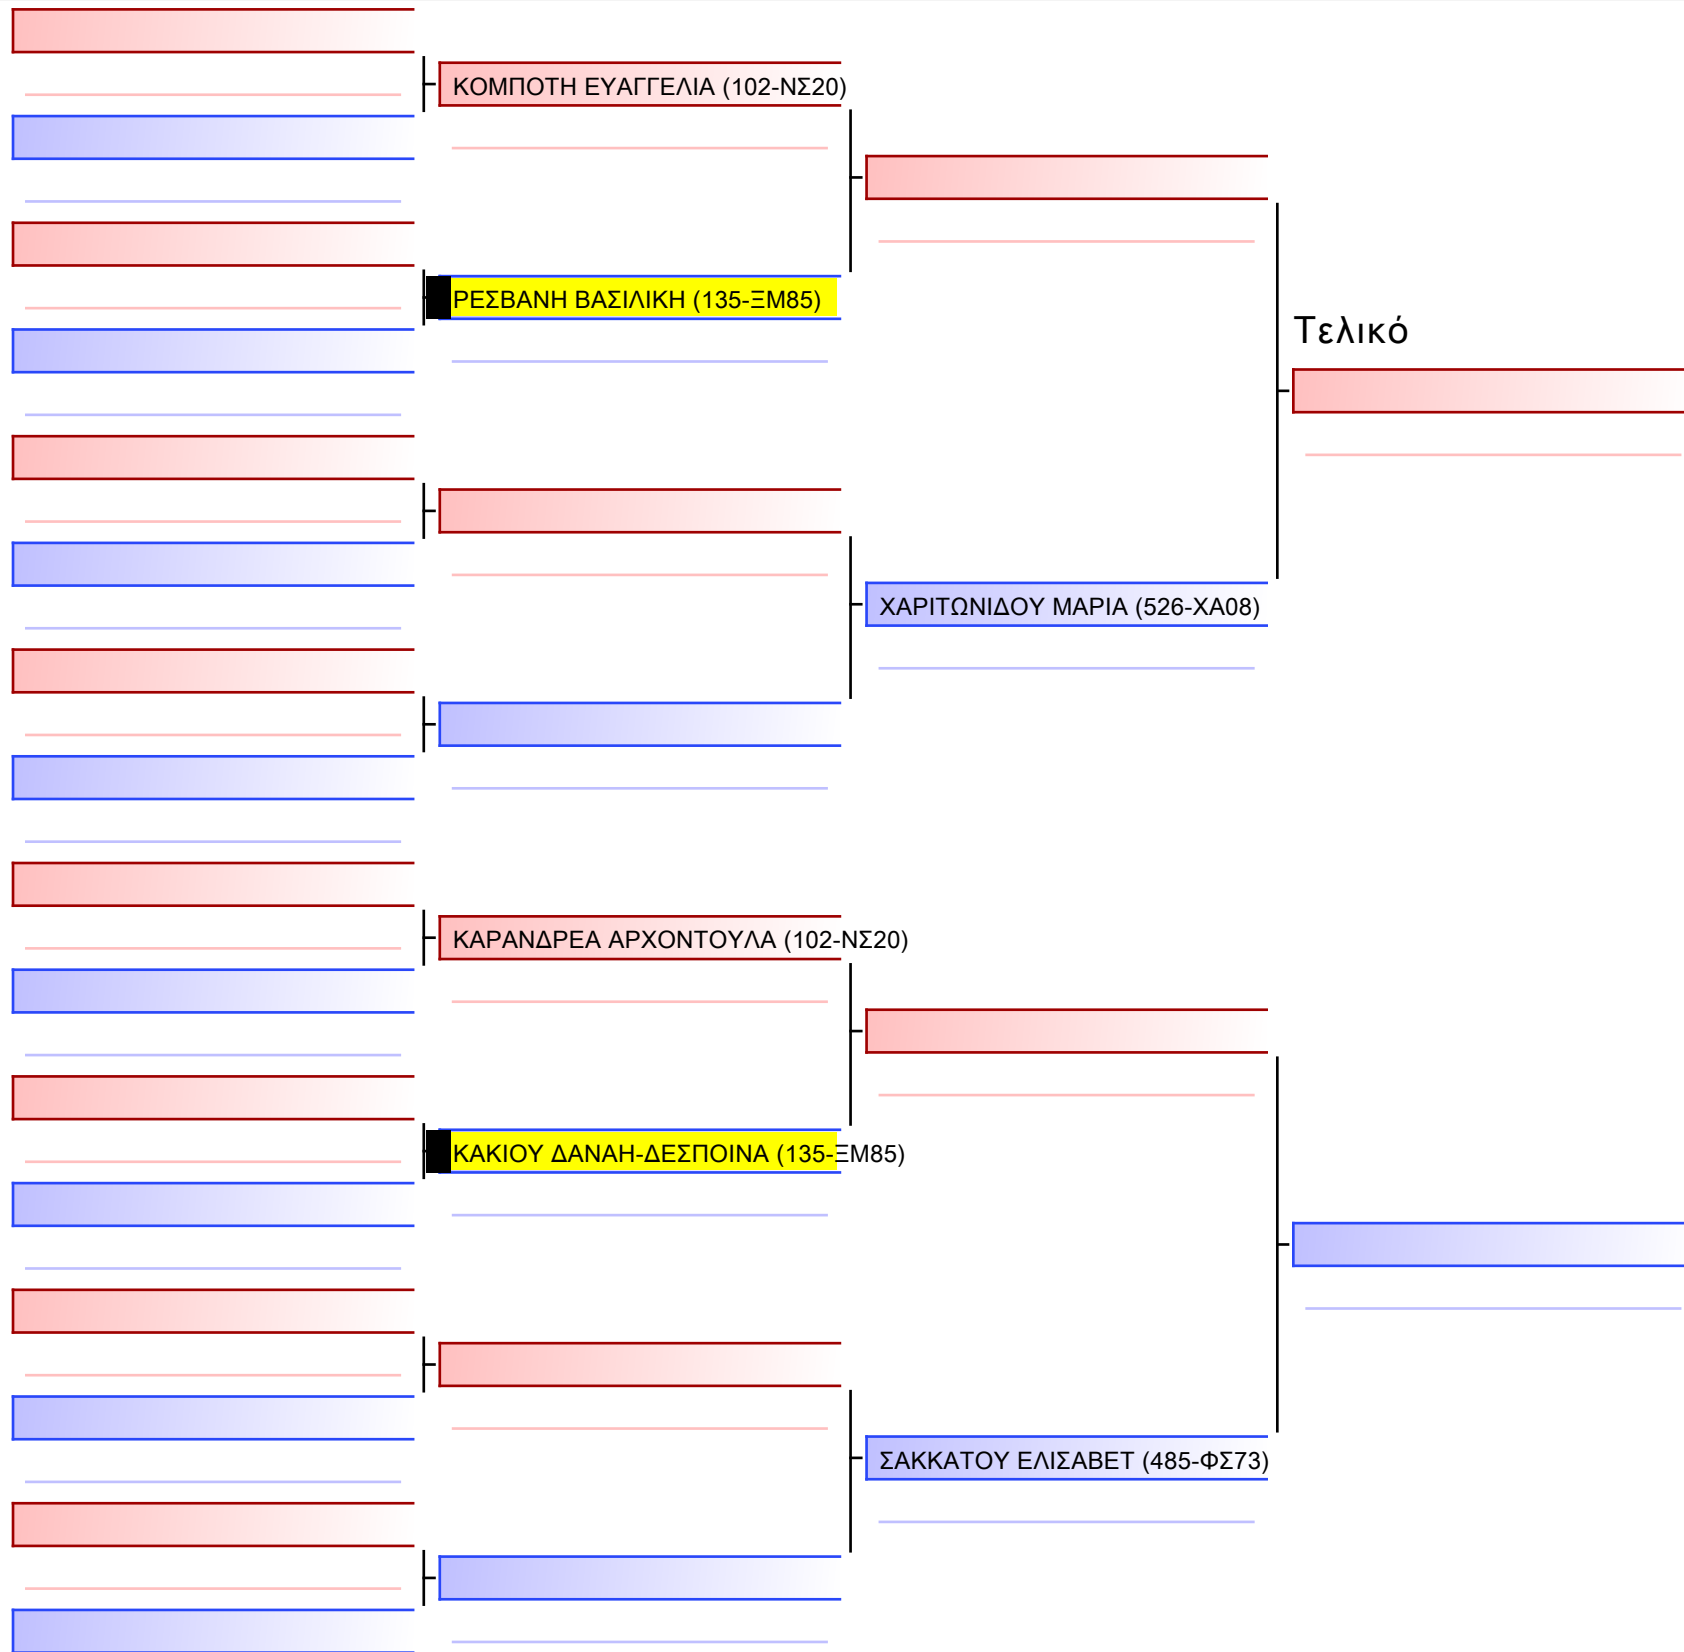 ΚΟΜΠΟΤΗ ΕΥΑΓΓΕΛΙΑ (102-ΝΣ20)
ΡΕΣΒΑΝΗ ΒΑΣΙΛΙΚΗ (135-ΞΜ85)
Τελικό
ΧΑΡΙΤΩΝΙΔΟΥ ΜΑΡΙΑ (526-ΧΑ08)
ΚΑΡΑΝΔΡΕΑ ΑΡΧΟΝΤΟΥΛΑ (102-ΝΣ20)
ΚΑΚΙΟΥ ΔΑΝΑΗ-ΔΕΣΠΟΙΝΑ (135-ΞΜ85)
ΣΑΚΚΑΤΟΥ ΕΛΙΣΑΒΕΤ (485-ΦΣ73)